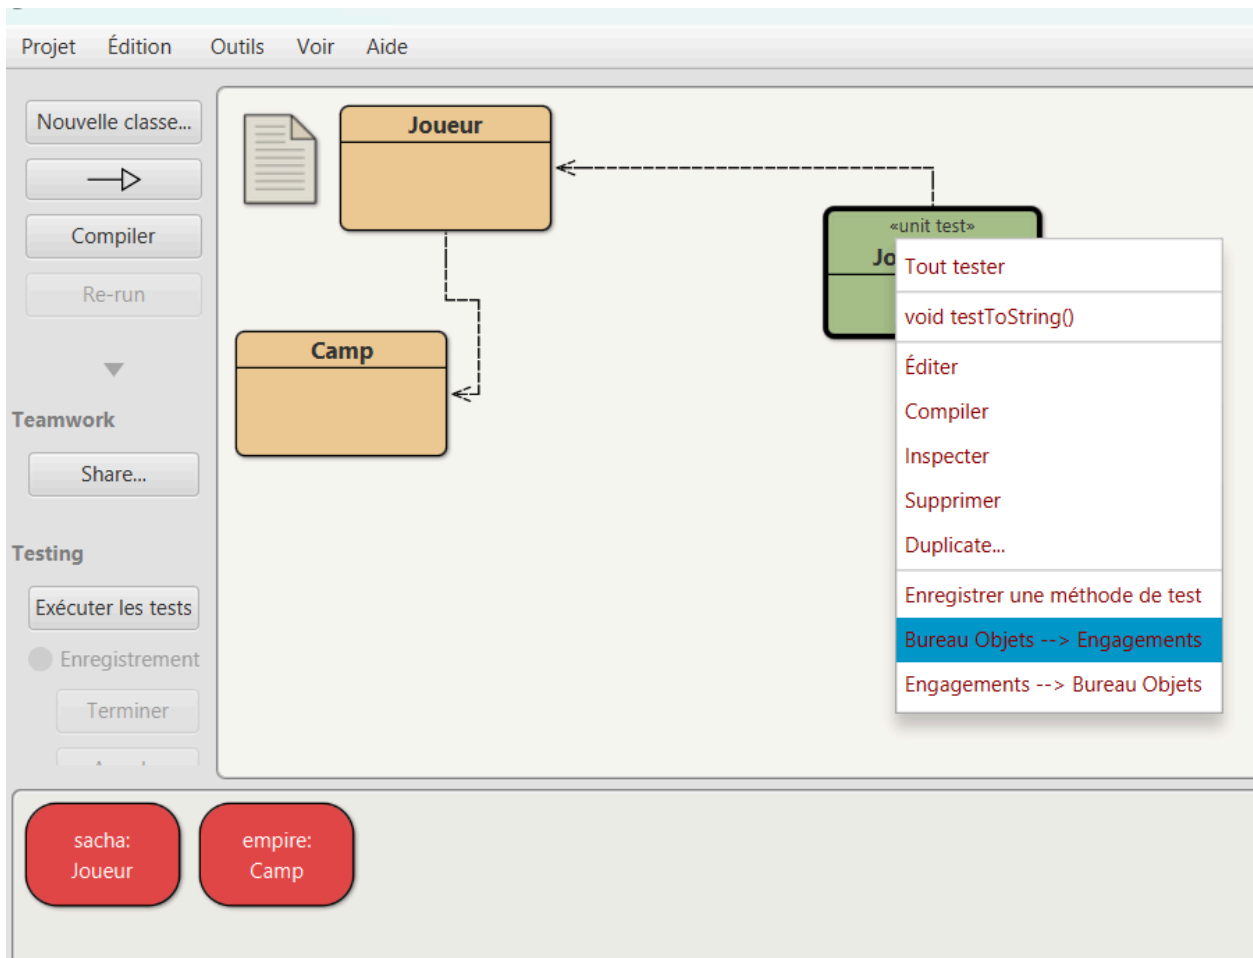 Projet Édition Outils Voir Aide
Nouvelle classe...
Compiler
Re-run
Teamwork
Share...
Testing
Exécuter les tests
Enregistrement
Terminer
Joueur
Camp
«unit test»
Jo
Tout tester
void testToString()
Éditer
Compiler
Inspecter
Supprimer
Duplicate...
Enregistrer une méthode de test
Bureau Objets --> Engagements
Engagements --> Bureau Objets
sacha:
Joueur
empire:
Camp